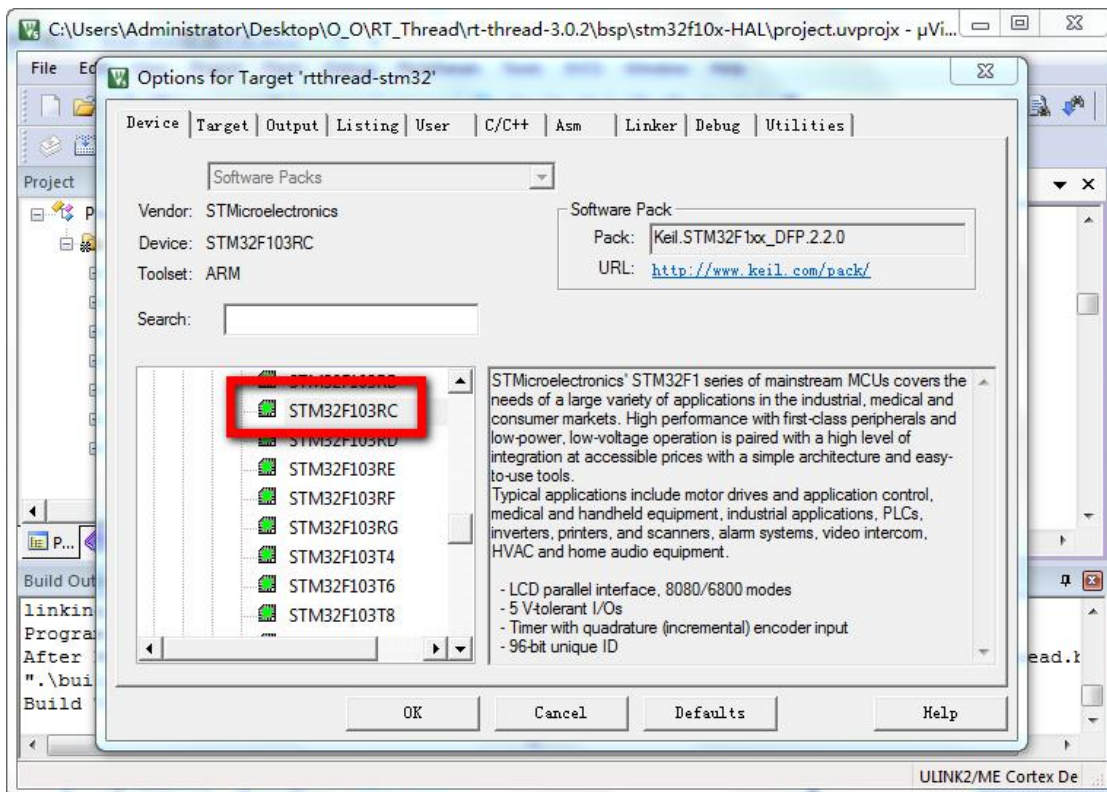 C:\Users\Administrator\Desktop\O_O\RT_Thread\rt-thread-3.0.2\bsp\stm32f10x-HAL\project.uvprojx - µVi...
File Ed
Options for Target 'rtthread-stm32'
Device Target Output Listing User C/C++ Asm Linker Debug Utilities
Project
Software Packs
Vendor: STMicroelectronics
Device: STM32F103RC
Toolset: ARM
Software Pack
Pack: Keil.STM32F1xx_DFP.2.2.0
URL: http://www.keil.com/pack/
Search:
STM32F103RC
STM32F103RD
STM32F103RE
STM32F103RF
STM32F103RG
STM32F103T4
STM32F103T6
STM32F103T8
STMicroelectronics' STM32F1 series of mainstream MCUs covers the
needs of a large variety of applications in the industrial, medical and
consumer markets. High performance with first-class peripherals and
low-power, low-voltage operation is paired with a high level of
integration at accessible prices with a simple architecture and easy-
to-use tools.
Typical applications include motor drives and application control,
medical and handheld equipment, industrial applications, PLCs,
inverters, printers, and scanners, alarm systems, video intercom,
HVAC and home audio equipment.
- LCD parallel interface, 8080/6800 modes
- 5 V-tolerant I/Os
- Timer with quadrature (incremental) encoder input
- 96-bit unique ID
OK Cancel Defaults Help
P...
Build Out
linkin
Program
After
".\bui
Build
ULINK2/ME Cortex De